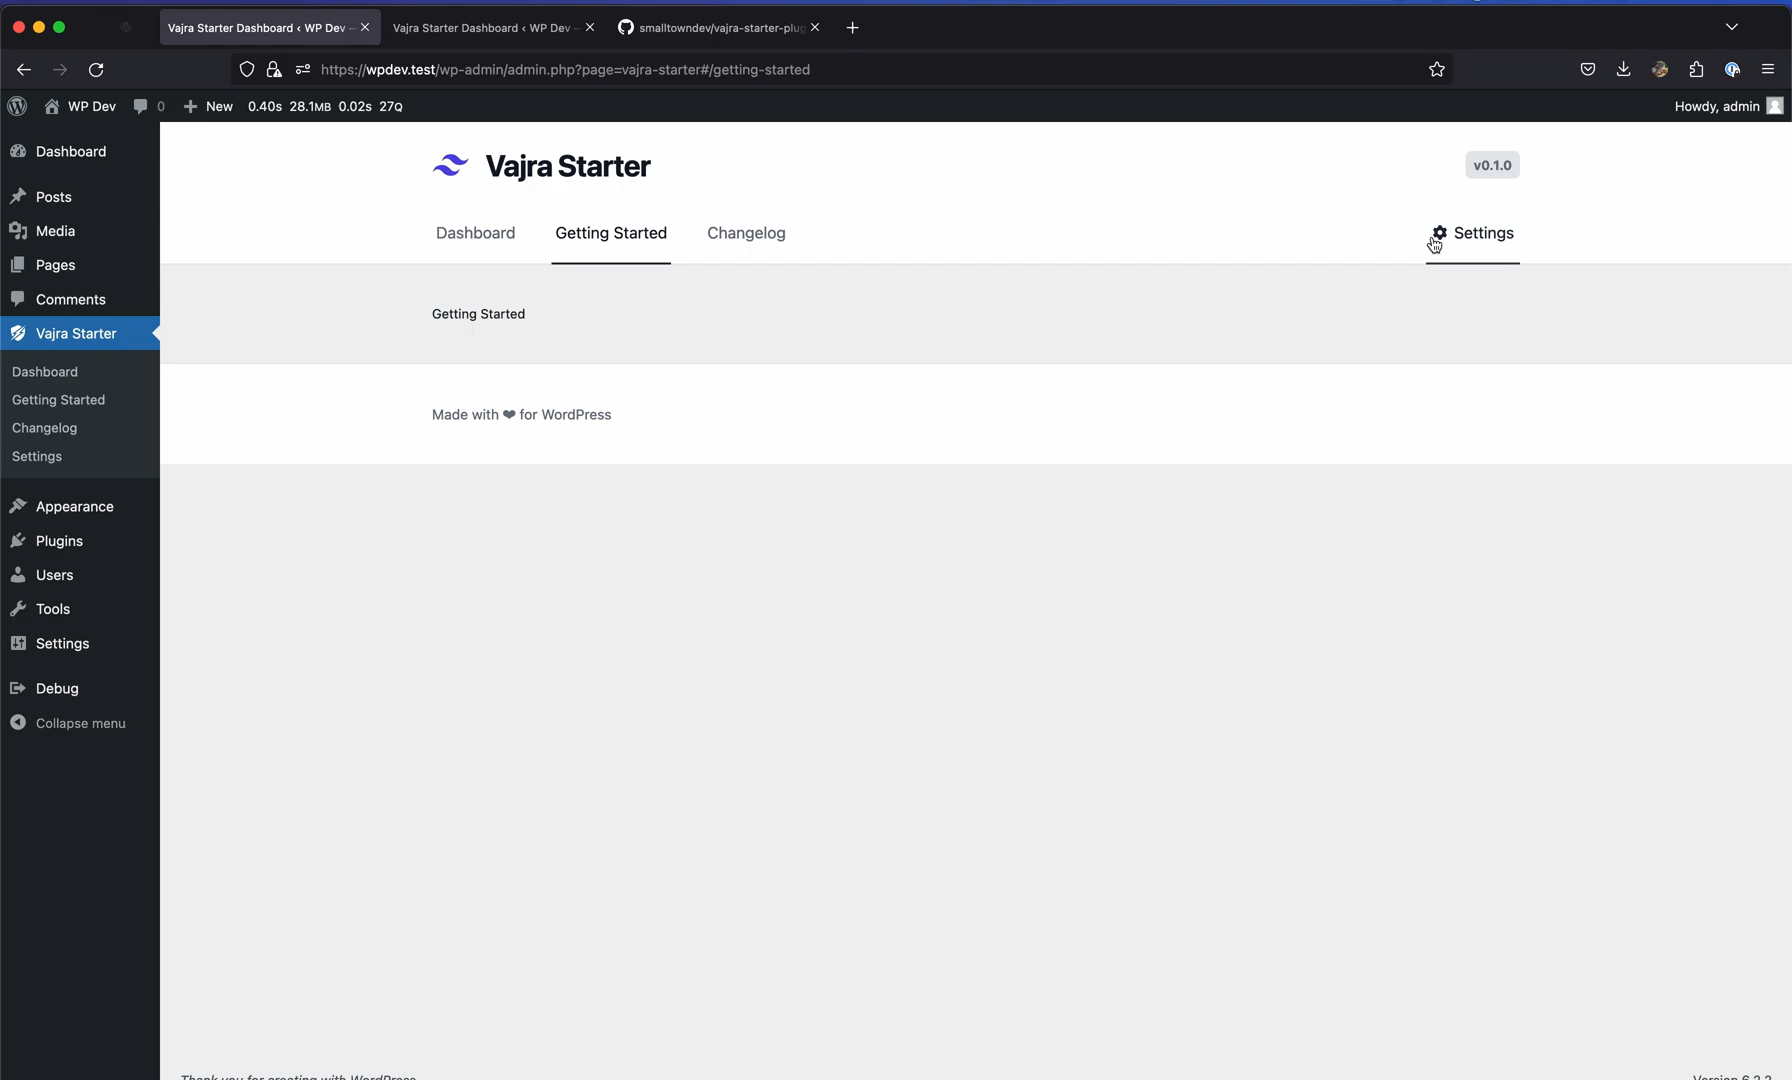 Vajra Starter Dashboard ‹ WP Dev –
Vajra Starter Dashboard ‹ WP Dev –
smalltowndev/vajra-starter-plug
https://wpdev.test/wp-admin/admin.php?page=vajra-starter#/getting-started
WP Dev
0
New
0.40s 28.1MB 0.02s 27Q
Howdy, admin
Dashboard
Posts
Media
Pages
Comments
Vajra Starter
Dashboard
Getting Started
Changelog
Settings
Appearance
Plugins
Users
Tools
Settings
Debug
Collapse menu
Vajra Starter
v0.1.0
Dashboard
Getting Started
Changelog
Settings
Getting Started
Made with ❤ for WordPress
Thank you for creating with WordPress.
Version 6.2.2